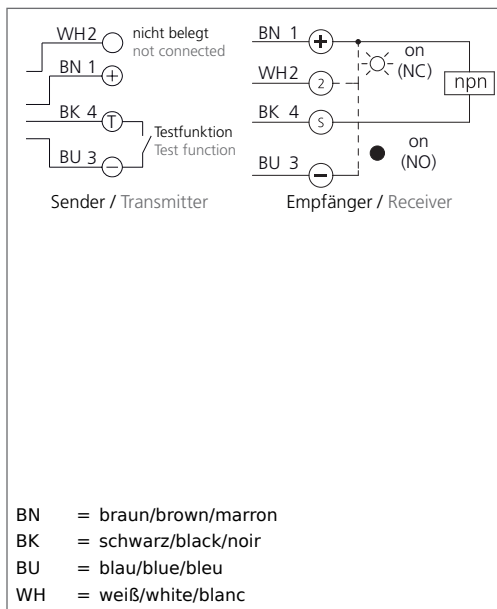 WH2
nicht belegt
not connected
BN 1
+
BK 4
T
Testfunktion
Test function
BU 3
−
Sender / Transmitter
BN 1
+
on
(NC)
WH2
2
npn
BK 4
S
on
(NO)
BU 3
−
Empfänger / Receiver
BN = braun/brown/marron
BK = schwarz/black/noir
BU = blau/blue/bleu
WH = weiß/white/blanc